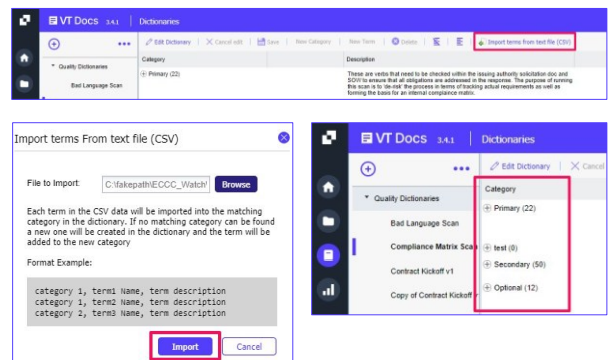 VT Docs 3.4.1 Dictionaries
Edit Dictionary Cancel edit Save New Category New Term Delete Import terms from text file (CSV)
Category Description
Quality Dictionaries
Primary (22) These are verbs that need to be checked within the issuing authority solicitation doc and
SOW to ensure that all obligations are addressed in the response. The purpose of running
Bad Language Scan this scan is to 'de-risk' the process in terms of tracking actual requirements as well as
forming the basis for an internal complaince matrix.
Import terms From text file (CSV)
File to Import: C:\fakepath\ECCC_Watch' Browse
Each term in the CSV data will be imported into the matching
category in the dictionary. If no matching category can be found
a new one will be created in the dictionary and the term will be
added to the new category
Format Example:
category 1, term1 Name, term description
category 1, term2 Name, term description
category 2, term3 Name, term description
Import Cancel
VT Docs 3.4.1 Dictionaries
Edit Dictionary Cancel
Category
Quality Dictionaries
Primary (22)
Bad Language Scan
Compliance Matrix Scan test (0)
Secondary (50)
Contract Kickoff v1
Optional (12)
Copy of Contract Kickoff